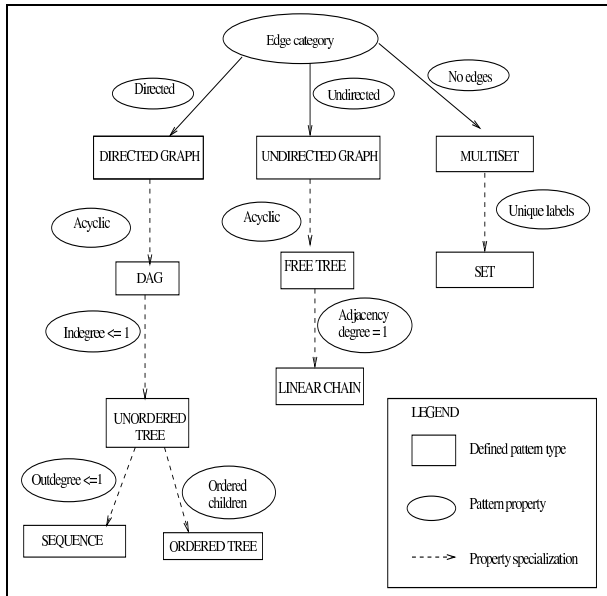 Edge category
Directed
Undirected
No edges
DIRECTED GRAPH
UNDIRECTED GRAPH
MULTISET
Acyclic
Acyclic
Unique labels
DAG
FREE TREE
SET
Indegree <= 1
Adjacency
degree = 1
LINEAR CHAIN
UNORDERED
TREE
Outdegree <=1
Ordered
children
SEQUENCE
ORDERED TREE
LEGEND
Defined pattern type
Pattern property
Property specialization